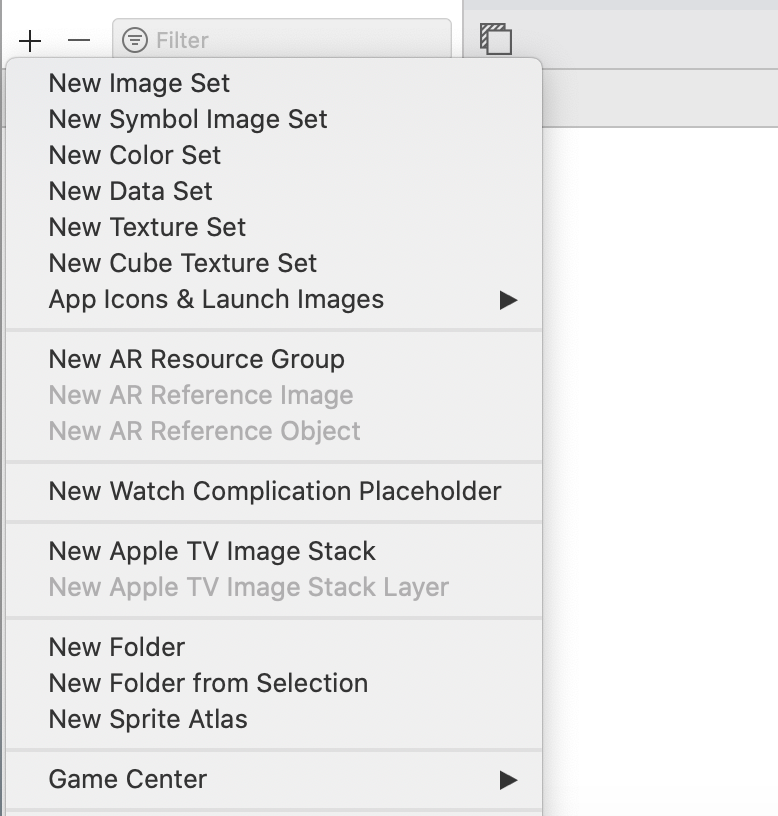 Filter
New Image Set
New Symbol Image Set
New Color Set
New Data Set
New Texture Set
New Cube Texture Set
App Icons & Launch Images
New AR Resource Group
New AR Reference Image
New AR Reference Object
New Watch Complication Placeholder
New Apple TV Image Stack
New Apple TV Image Stack Layer
New Folder
New Folder from Selection
New Sprite Atlas
Game Center